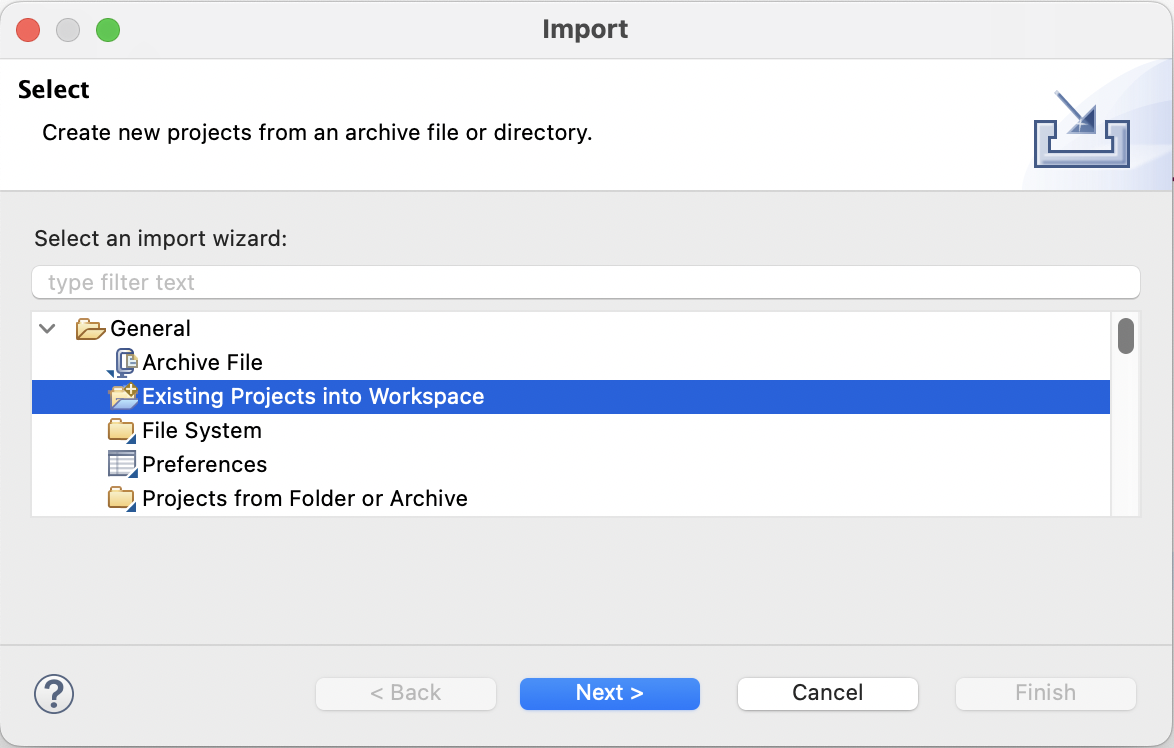 Import
Select
Create new projects from an archive file or directory.
Select an import wizard:
type filter text
General
Archive File
Existing Projects into Workspace
File System
Preferences
Projects from Folder or Archive
? < Back Next > Cancel Finish